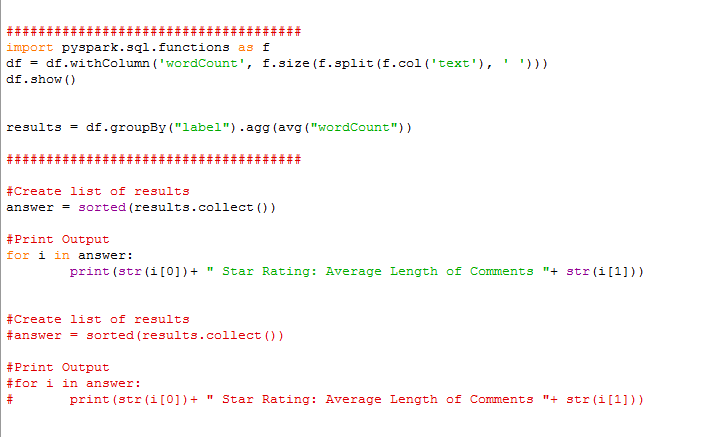 #####################################
import pyspark.sql.functions as f
df = df.withColumn('wordCount', f.size(f.split(f.col('text'), ' ')))
df.show()
results = df.groupBy("label").agg(avg("wordCount"))
#####################################
#Create list of results
answer = sorted(results.collect())
#Print Output
for i in answer:
        print(str(i[0])+ " Star Rating: Average Length of Comments "+ str(i[1]))
#Create list of results
#answer = sorted(results.collect())
#Print Output
#for i in answer:
#       print(str(i[0])+ " Star Rating: Average Length of Comments "+ str(i[1]))